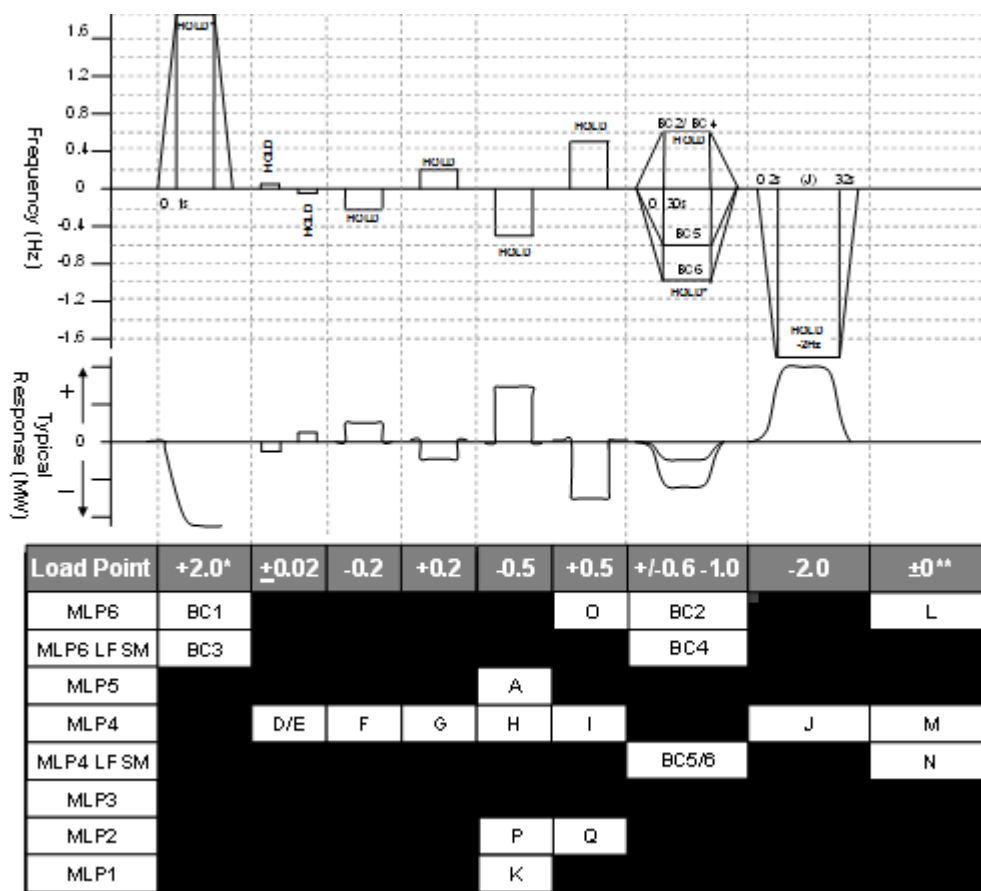 1.6
HOLD*
1.2
0.8
BC2/ BC4
HOLD
HOLD
HOLD
0.4
HOLD
Frequency (Hz)
0
0.2s (J) 32s
0 1s
HOLD
HOLD
0 30s
-0.4
BC5
HOLD
-0.8
BC6
HOLD*
-1.2
HOLD
-2Hz
-1.6
Typical
Response (MW)
+
0
–
Load Point +2.0* ±0.02 -0.2 +0.2 -0.5 +0.5 +/-0.6 -1.0 -2.0 ±0**
MLP6 BC1 O BC2 L
MLP6 LFSM BC3 BC4
MLP5 A
MLP4 D/E F G H I J M
MLP4 LFSM BC5/6 N
MLP3
MLP2 P Q
MLP1 K